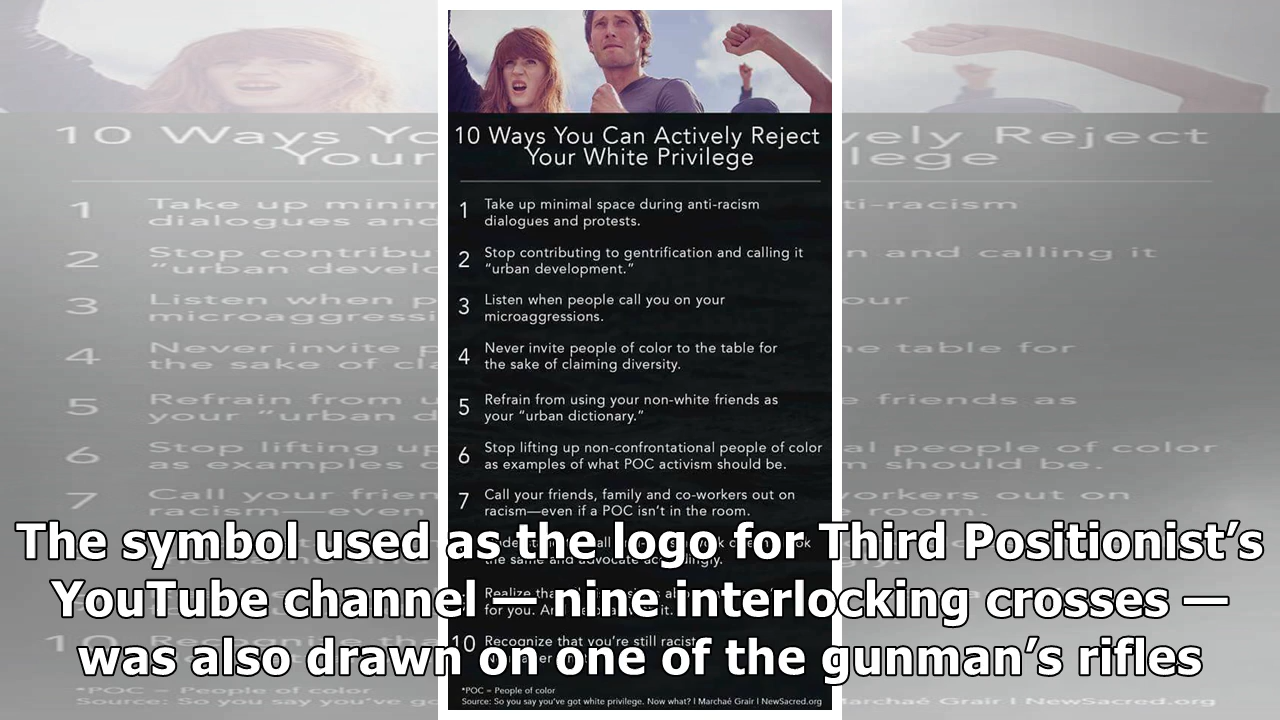 10 Ways You Can Actively Reject
Your White Privilege
1 Take up minimal space during anti-racism
dialogues and protests.
2 Stop contributing to gentrification and calling it
“urban development.”
3 Listen when people call you on your
microaggressions.
4 Never invite people of color to the table for
the sake of claiming diversity.
5 Refrain from using your non-white friends as
your “urban dictionary.”
6 Stop lifting up non-confrontational people of color
as examples of what POC activism should be.
7 Call your friends, family and co-workers out on
racism—even if a POC isn’t in the room.
the same and advocate accordingly.
Realize that
for you.
10 Recognize that you’re still racist
*POC = People of color
Source: So you say you’ve got white privilege. Now what? | Marchaé Grair | NewSacred.org
The symbol used as the logo for Third Positionist’s
YouTube channel — nine interlocking crosses —
was also drawn on one of the gunman’s rifles